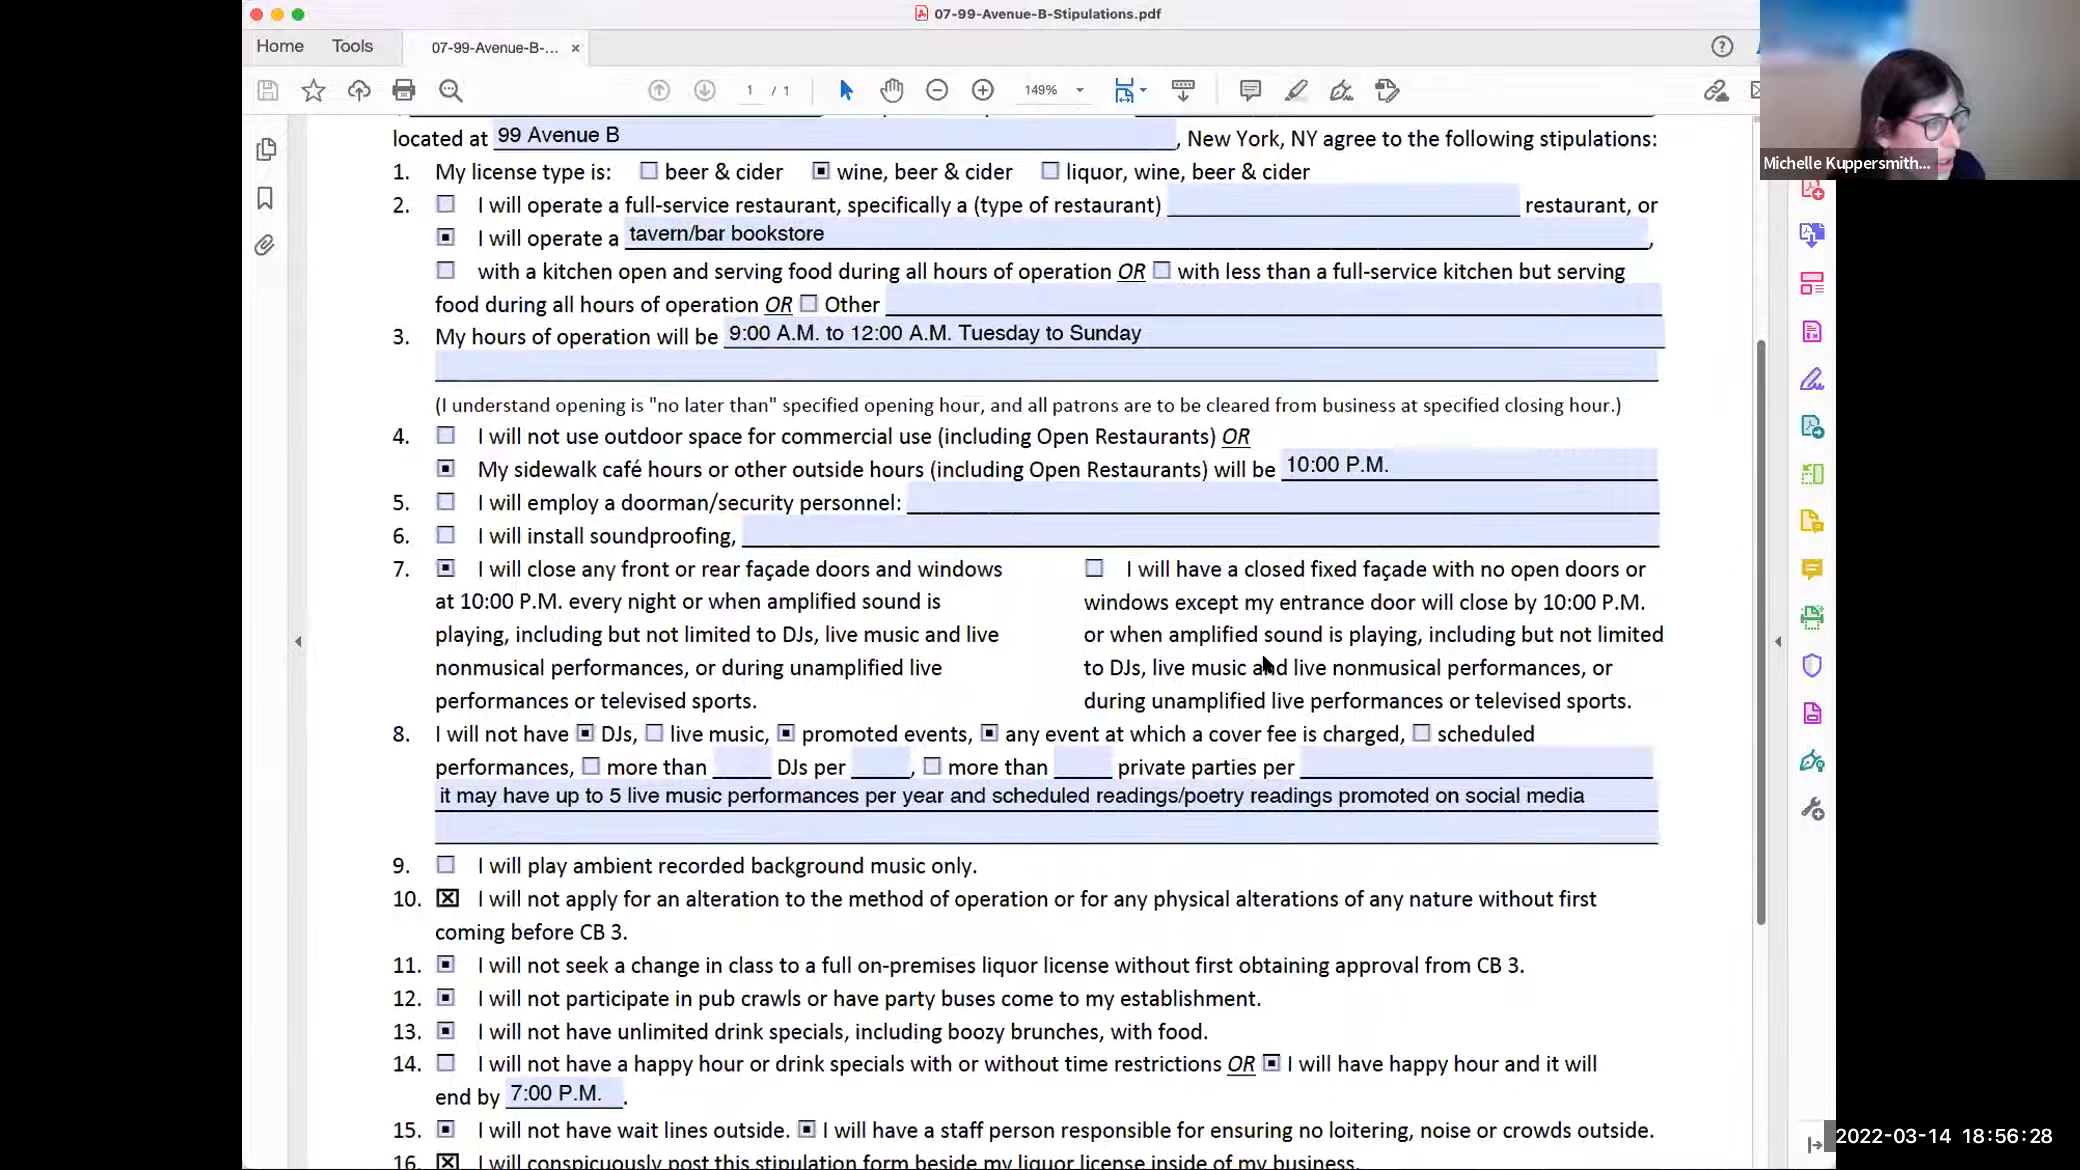 07-99-Avenue-B-Stipulations.pdf
Home Tools 07-99-Avenue-B-... ×
1 / 1 149%
Michelle Kuppersmith...
located at 99 Avenue B, New York, NY agree to the following stipulations:
1. My license type is: beer & cider wine, beer & cider liquor, wine, beer & cider
2. I will operate a full-service restaurant, specifically a (type of restaurant) restaurant, or
I will operate a tavern/bar bookstore,
with a kitchen open and serving food during all hours of operation OR with less than a full-service kitchen but serving
food during all hours of operation OR Other
3. My hours of operation will be 9:00 A.M. to 12:00 A.M. Tuesday to Sunday
(I understand opening is "no later than" specified opening hour, and all patrons are to be cleared from business at specified closing hour.)
4. I will not use outdoor space for commercial use (including Open Restaurants) OR
My sidewalk café hours or other outside hours (including Open Restaurants) will be 10:00 P.M.
5. I will employ a doorman/security personnel:
6. I will install soundproofing,
7. I will close any front or rear façade doors and windows
at 10:00 P.M. every night or when amplified sound is
playing, including but not limited to DJs, live music and live
nonmusical performances, or during unamplified live
performances or televised sports.
I will have a closed fixed façade with no open doors or
windows except my entrance door will close by 10:00 P.M.
or when amplified sound is playing, including but not limited
to DJs, live music and live nonmusical performances, or
during unamplified live performances or televised sports.
8. I will not have DJs, live music, promoted events, any event at which a cover fee is charged, scheduled
performances, more than DJs per , more than private parties per
it may have up to 5 live music performances per year and scheduled readings/poetry readings promoted on social media
9. I will play ambient recorded background music only.
10. I will not apply for an alteration to the method of operation or for any physical alterations of any nature without first
coming before CB 3.
11. I will not seek a change in class to a full on-premises liquor license without first obtaining approval from CB 3.
12. I will not participate in pub crawls or have party buses come to my establishment.
13. I will not have unlimited drink specials, including boozy brunches, with food.
14. I will not have a happy hour or drink specials with or without time restrictions OR I will have happy hour and it will
end by 7:00 P.M.
15. I will not have wait lines outside. I will have a staff person responsible for ensuring no loitering, noise or crowds outside.
16. I will conspicuously post this stipulation form beside my liquor license inside of my business.
2022-03-14 18:56:28